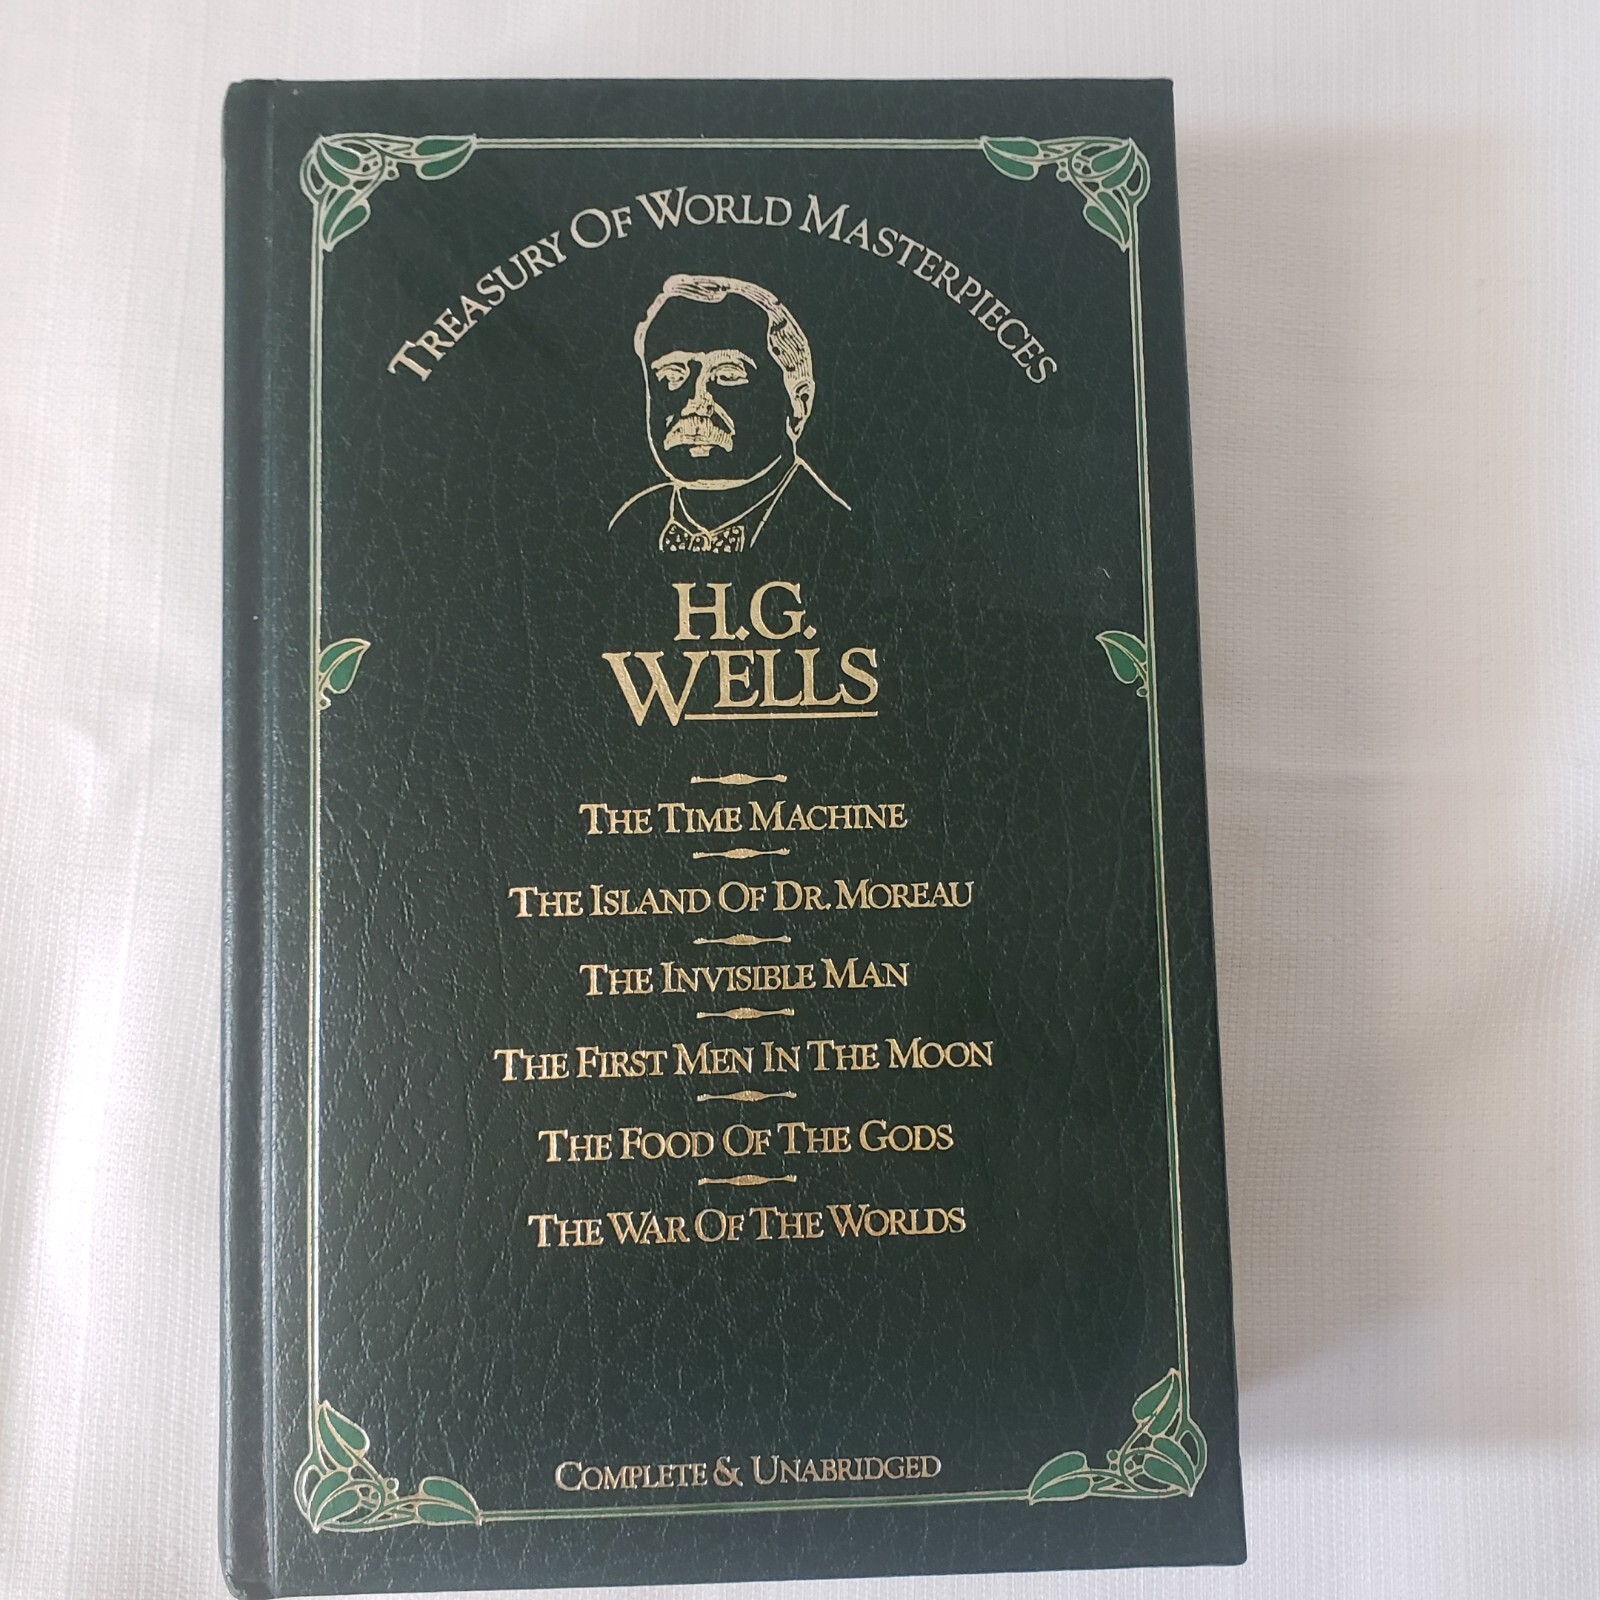 TREASURY OF WORLD MASTERPIECES
H.G.
WELLS
THE TIME MACHINE
THE ISLAND OF DR. MOREAU
THE INVISIBLE MAN
THE FIRST MEN IN THE MOON
THE FOOD OF THE GODS
THE WAR OF THE WORLDS
COMPLETE & UNABRIDGED